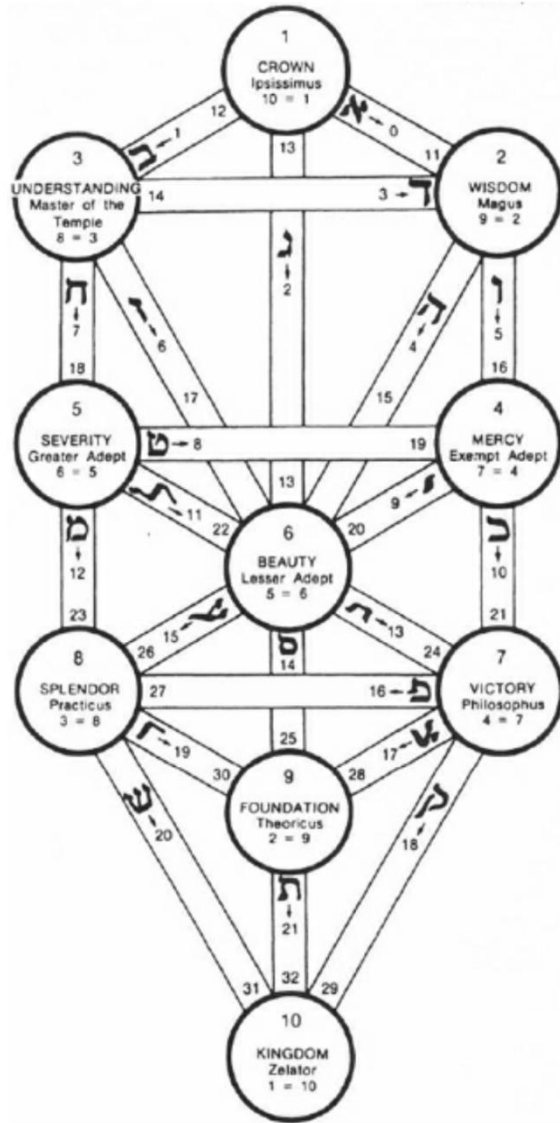 1
CROWN
Ipsissimus
10 = 1
12
ב → 1
א → 0
11
13
3
UNDERSTANDING
Master of the
Temple
8 = 3
2
WISDOM
Magus
9 = 2
14
3 → ד
ג
→ 2
ח
→ 7
18
ז → 6
17
ה
→ 4
15
ו
→ 5
16
5
SEVERITY
Greater Adept
6 = 5
4
MERCY
Exempt Adept
7 = 4
ט → 8
19
→ 11
22
13
9 ← י
20
6
BEAUTY
Lesser Adept
5 = 6
מ
→ 12
23
→ 10
21
15 → ע
26
ס
14
→ 13
24
8
SPLENDOR
Practicus
3 = 8
7
VICTORY
Philosophus
4 = 7
27
16 → פ
25
ר → 19
30
17 ← צ
28
9
FOUNDATION
Theoricus
2 = 9
ש
→ 20
31
ק
18
29
ת
→ 21
32
10
KINGDOM
Zelator
1 = 10